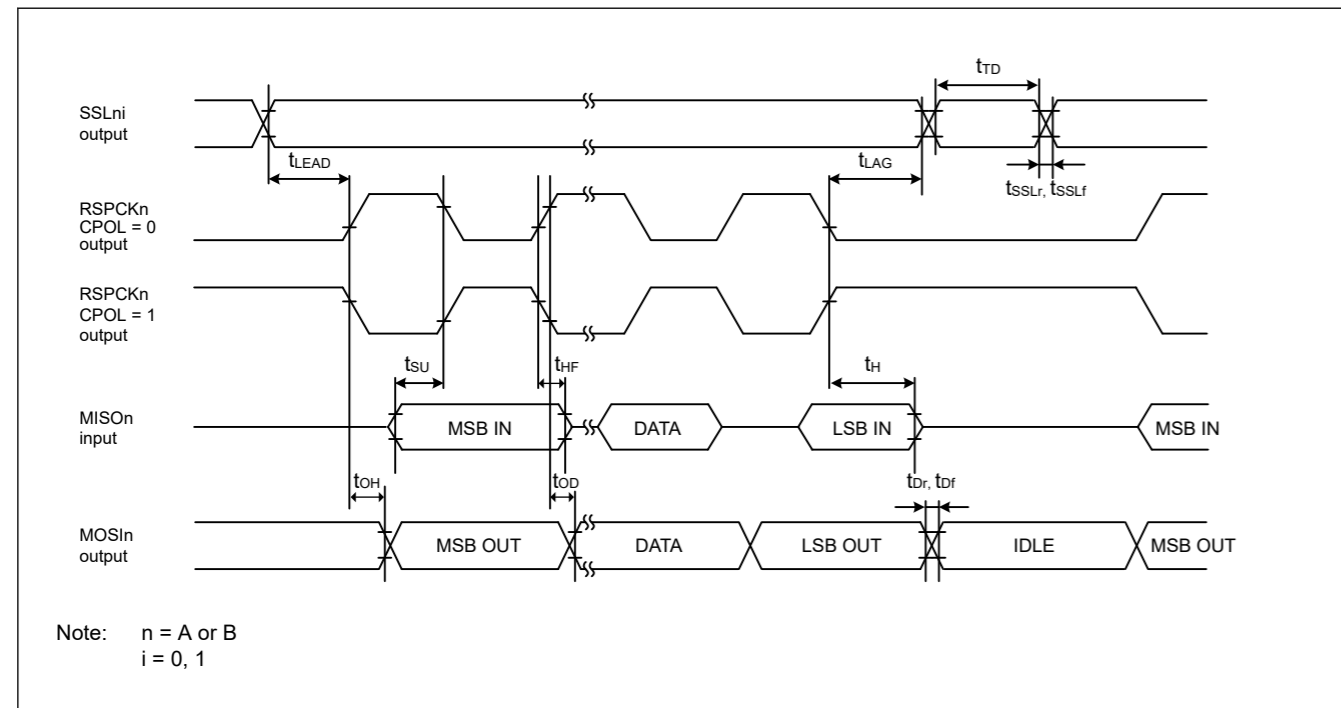 tTD
SSLni
output
tLEAD
tLAG
tSSLr, tSSLf
RSPCKn
CPOL = 0
output
RSPCKn
CPOL = 1
output
tSU
tHF
tH
MISOn
input
MSB IN
DATA
LSB IN
MSB IN
tOH
tOD
tDr, tDf
MOSIn
output
MSB OUT
DATA
LSB OUT
IDLE
MSB OUT
Note: n = A or B
i = 0, 1